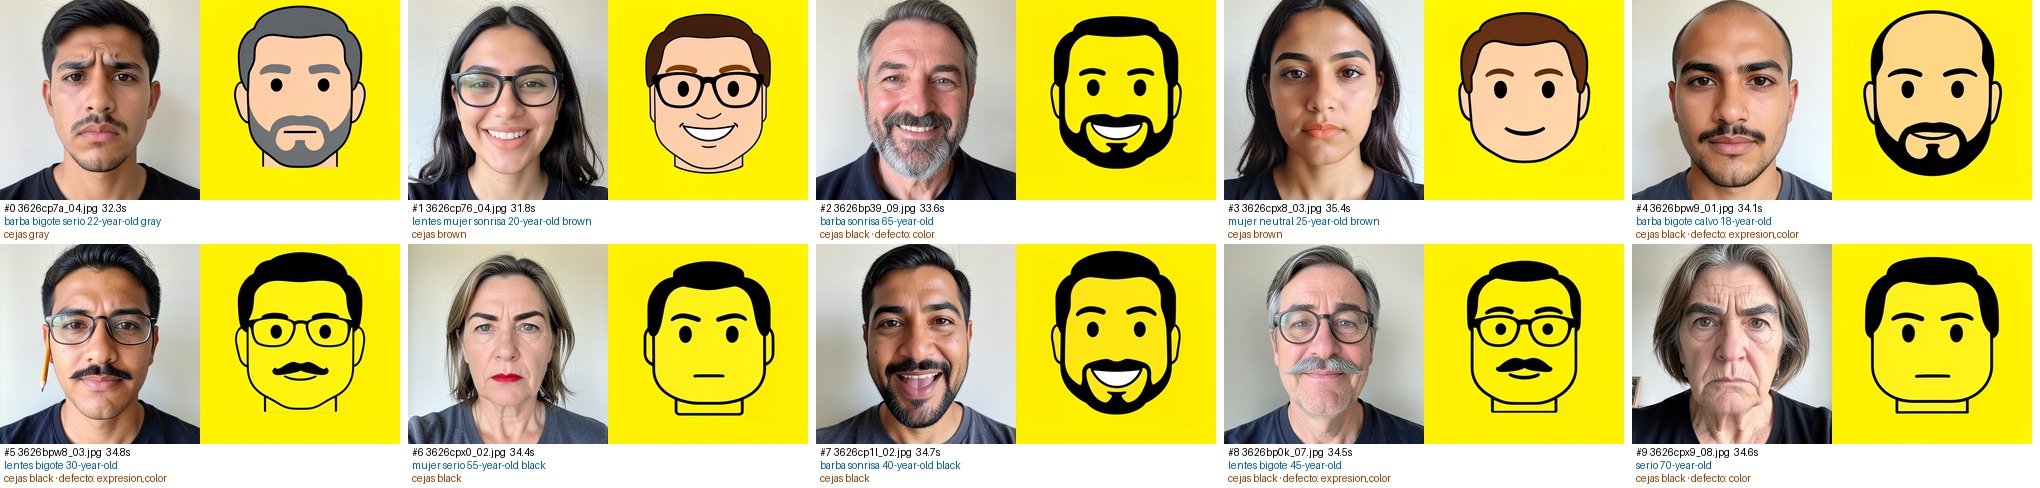 #0 3626cp7a_04.jpg 32.3s
barba bigote serio 22-year-old gray
cejas gray
#1 3626cp76_04.jpg 31.8s
lentes mujer sonrisa 20-year-old brown
cejas brown
#2 3626bp39_09.jpg 33.6s
barba sonrisa 65-year-old
cejas black · defecto: color
#3 3626cpx8_03.jpg 35.4s
mujer neutral 25-year-old brown
cejas brown
#4 3626bpw9_01.jpg 34.1s
barba bigote calvo 18-year-old
cejas black · defecto: expresion,color
#5 3626bpw8_03.jpg 34.8s
lentes bigote 30-year-old
cejas black · defecto: expresion,color
#6 3626cpx0_02.jpg 34.4s
mujer serio 55-year-old black
cejas black
#7 3626cp1l_02.jpg 34.7s
barba sonrisa 40-year-old black
cejas black
#8 3626bp0k_07.jpg 34.5s
lentes bigote 45-year-old
cejas black · defecto: expresion,color
#9 3626cpx9_08.jpg 34.6s
serio 70-year-old
cejas black · defecto: color